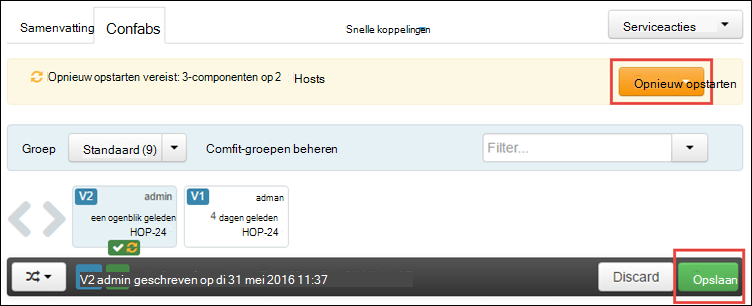 Samenvatting Confabs Snelle koppelingen Serviceacties
Opnieuw opstarten vereist: 3-componenten op 2 Hosts Opnieuw opstarten
Groep Standaard (9) Comfit-groepen beheren Filter...
V2 admin V1 adman
een ogenblik geleden 4 dagen geleden
HOP-24 HOP-24
V2 admin geschreven op di 31 mei 2016 11:37 Discard Opslaan